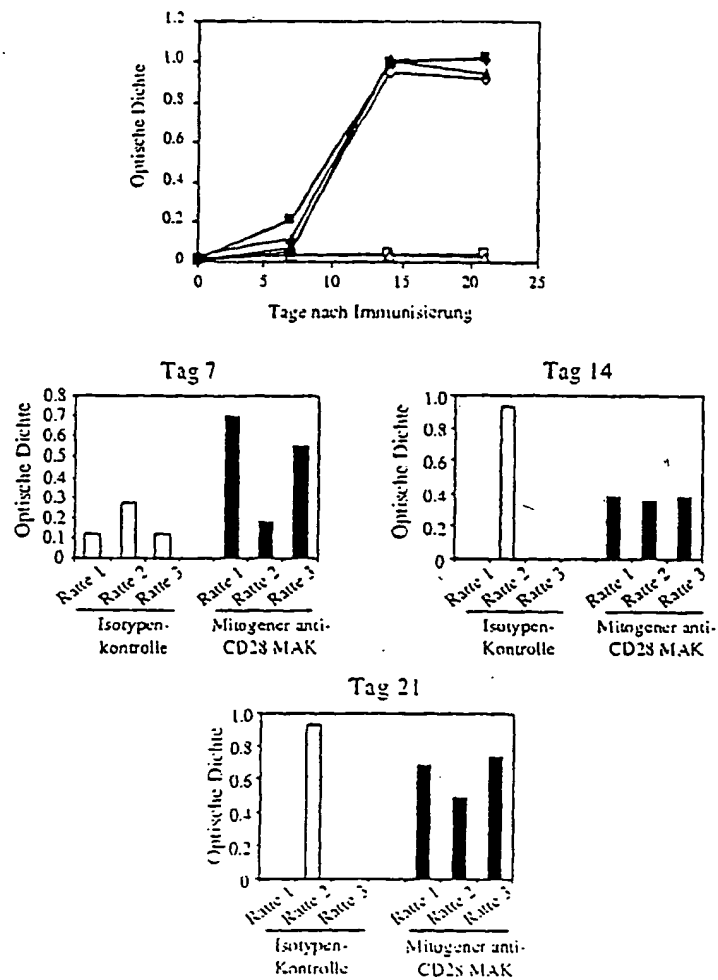 1.2
1.0
0.8
0.6
0.4
0.2
0
Optische Dichte
0 5 10 15 20 25
Tage nach Immunisierung
Tag 7
0.8
0.7
0.6
0.5
0.4
0.3
0.2
0.1
0
Optische Dichte
Ratte 1 Ratte 2 Ratte 3 Ratte 1 Ratte 2 Ratte 3
Isotypen- Mitogener anti-
kontrolle CD28 MAK
Tag 14
1.0
0.8
0.6
0.4
0.2
0
Optische Dichte
Ratte 1 Ratte 2 Ratte 3 Ratte 1 Ratte 2 Ratte 3
Isotypen- Mitogener anti-
Kontrolle CD28 MAK
Tag 21
1.0
0.8
0.6
0.4
0.2
0
Optische Dichte
Ratte 1 Ratte 2 Ratte 3 Ratte 1 Ratte 2 Ratte 3
Isotypen- Mitogener anti-
Kontrolle CD28 MAK